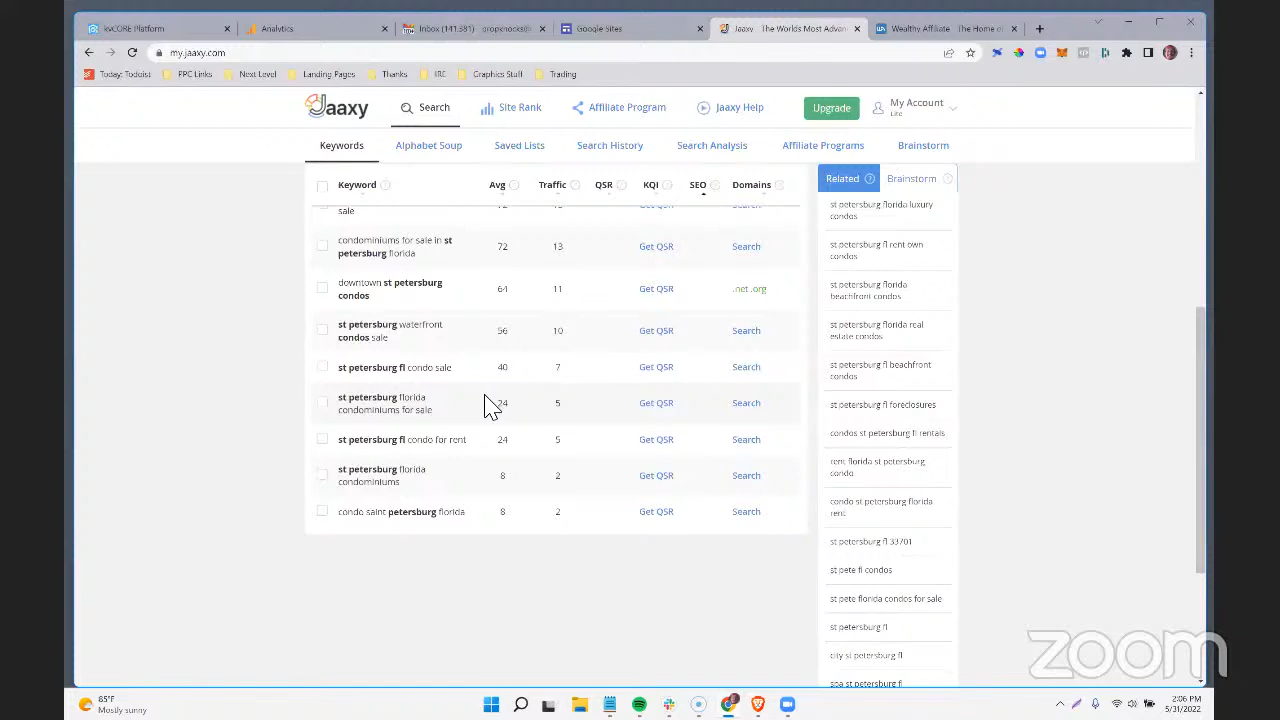 kvCORE Platform
Analytics
Inbox (141,381) - propknocks@
Google Sites
Jaaxy - The Worlds Most Advan
Wealthy Affiliate - The Home of
my.jaaxy.com
Today: Todoist
PPC Links
Next Level
Landing Pages
Thanks
IRC
Graphics Stuff
Trading
Jaaxy
Search
Site Rank
Affiliate Program
Jaaxy Help
Upgrade
My Account
Lite
Keywords
Alphabet Soup
Saved Lists
Search History
Search Analysis
Affiliate Programs
Brainstorm
Keyword Avg Traffic QSR KQI SEO Domains
sale
condominiums for sale in st
petersburg florida
72 13 Get QSR Search
downtown st petersburg
condos
64 11 Get QSR .net .org
st petersburg waterfront
condos sale
56 10 Get QSR Search
st petersburg fl condo sale 40 7 Get QSR Search
st petersburg florida
condominiums for sale
24 5 Get QSR Search
st petersburg fl condo for rent 24 5 Get QSR Search
st petersburg florida
condominiums
8 2 Get QSR Search
condo saint petersburg florida 8 2 Get QSR Search
Related
Brainstorm
st petersburg florida luxury
condos
st petersburg fl rent own
condos
st petersburg florida
beachfront condos
st petersburg florida real
estate condos
st petersburg fl beachfront
condos
st petersburg fl foreclosures
condos st petersburg fl rentals
rent florida st petersburg
condo
condo st petersburg florida
rent
st petersburg fl 33701
st pete fl condos
st pete florida condos for sale
st petersburg fl
city st petersburg fl
spa st petersburg fl
zoom
85°F
Mostly sunny
2:06 PM
5/31/2022